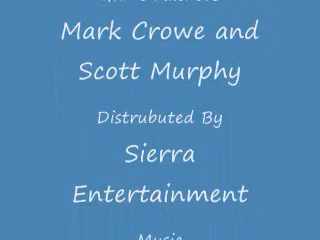 Mark Crowe and
Scott Murphy
Distrubuted By
Sierra
Entertainment
Music